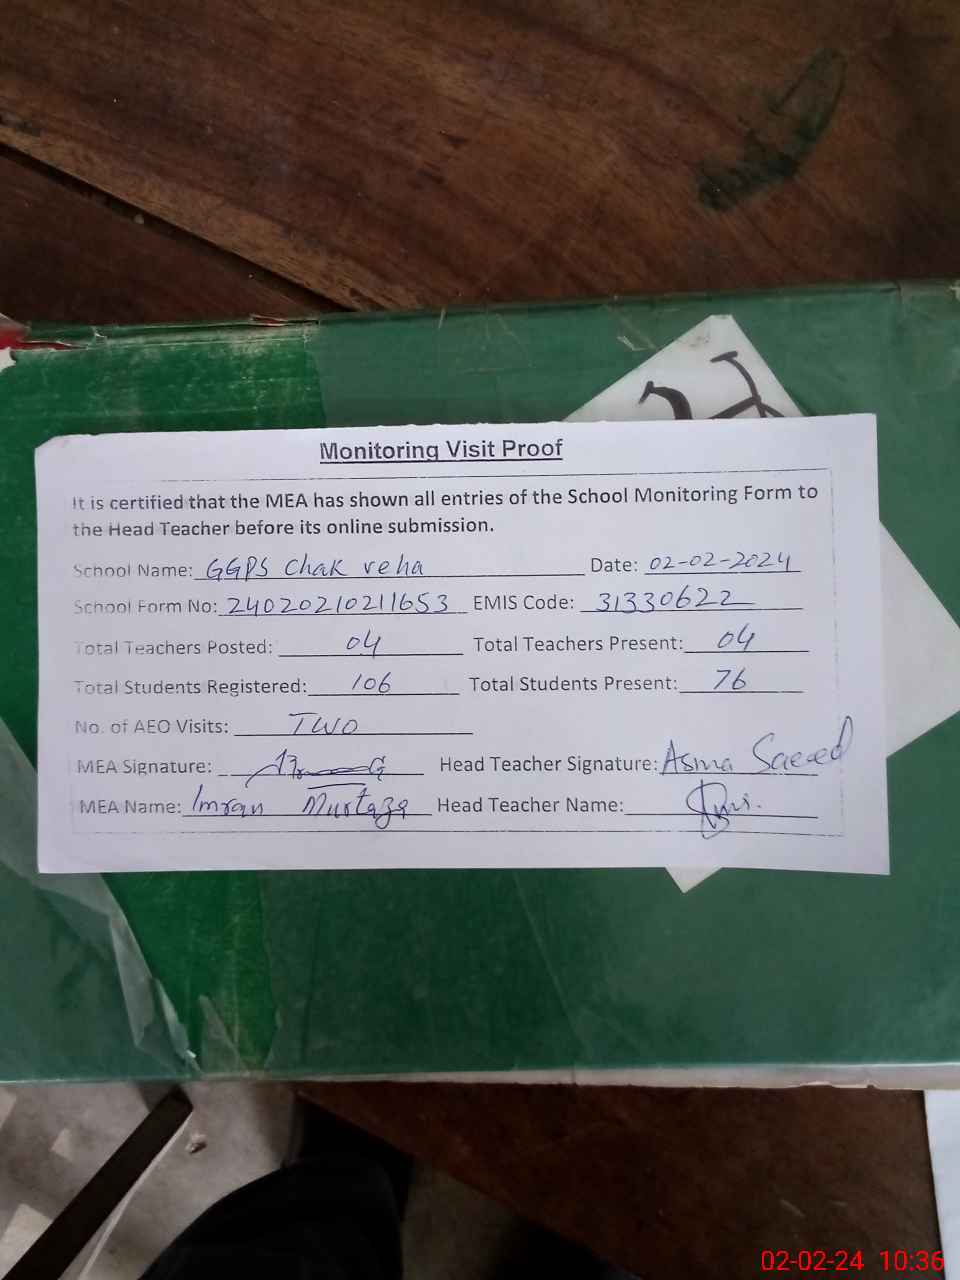 Monitoring Visit Proof
It is certified that the MEA has shown all entries of the School Monitoring Form to
the Head Teacher before its online submission.
School Name: GGPS Chak reha Date: 02-02-2024
School Form No: 24020210211653 EMIS Code: 31330622
Total Teachers Posted: 04 Total Teachers Present: 04
Total Students Registered: 106 Total Students Present: 76
No. of AEO Visits: TWO
MEA Signature: Head Teacher Signature: Asma Saeed
MEA Name: Imran Murtaza Head Teacher Name:
02-02-24 10:36